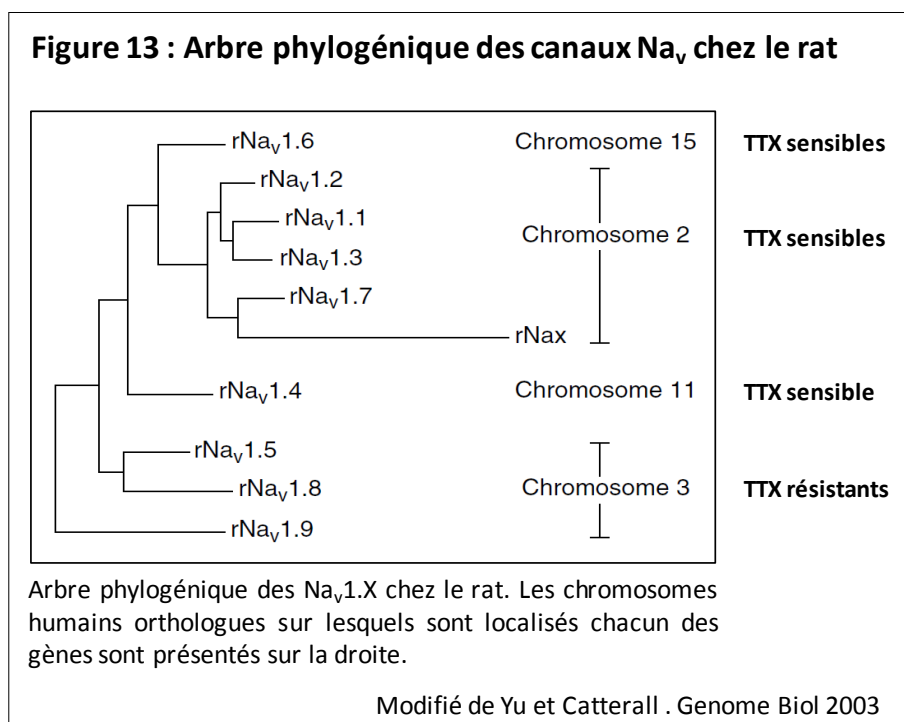 Figure 13 : Arbre phylogénique des canaux Nav chez le rat
rNav1.6 Chromosome 15 TTX sensibles
rNav1.2
rNav1.1
Chromosome 2 TTX sensibles
rNav1.3
rNav1.7
rNax
rNav1.4 Chromosome 11 TTX sensible
rNav1.5
rNav1.8 Chromosome 3 TTX résistants
rNav1.9
Arbre phylogénique des Nav1.X chez le rat. Les chromosomes
humains orthologues sur lesquels sont localisés chacun des
gènes sont présentés sur la droite.
Modifié de Yu et Catterall . Genome Biol 2003